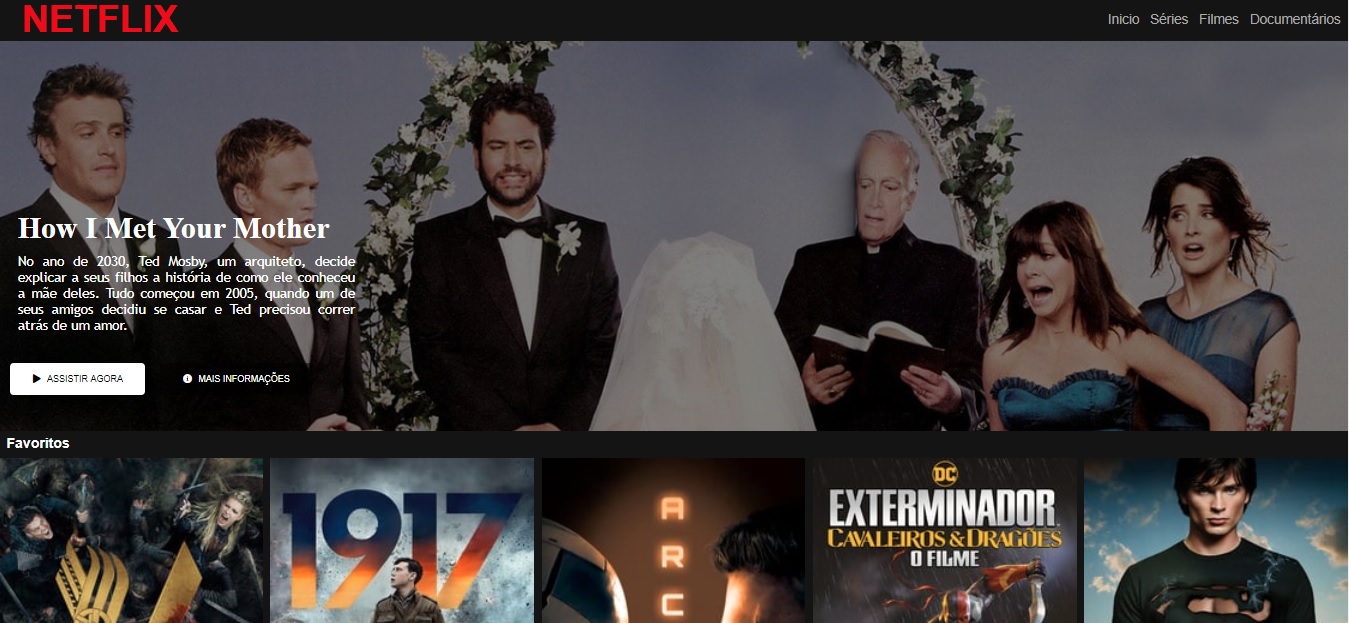 NETFLIX
Inicio Séries Filmes Documentários
How I Met Your Mother
No ano de 2030, Ted Mosby, um arquiteto, decide
explicar a seus filhos a história de como ele conheceu
a mãe deles. Tudo começou em 2005, quando um de
seus amigos decidiu se casar e Ted precisou correr
atrás de um amor.
ASSISTIR AGORA
MAIS INFORMAÇÕES
Favoritos
1917
A
R
C
DC
EXTERMINADOR
CAVALEIROS & DRAGÕES
O FILME